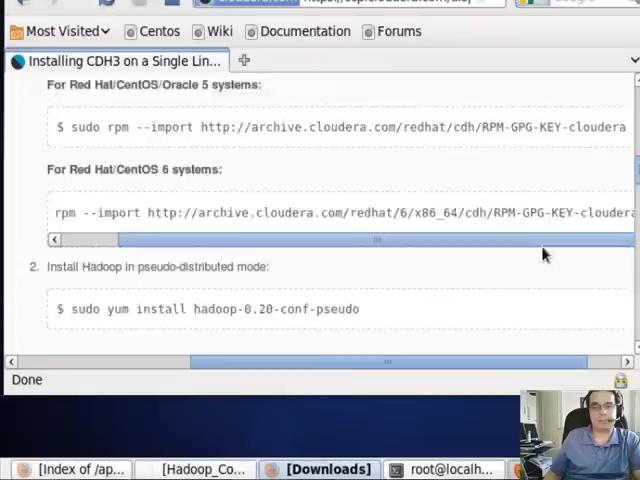 Most Visited
Centos
Wiki
Documentation
Forums
Installing CDH3 on a Single Lin...
For Red Hat/CentOS/Oracle 5 systems:
$ sudo rpm --import http://archive.cloudera.com/redhat/cdh/RPM-GPG-KEY-cloudera
For Red Hat/CentOS 6 systems:
rpm --import http://archive.cloudera.com/redhat/6/x86_64/cdh/RPM-GPG-KEY-cloudera
2. Install Hadoop in pseudo-distributed mode:
$ sudo yum install hadoop-0.20-conf-pseudo
Done
[Index of /ap...
[Hadoop_Co...
[Downloads]
root@localh...